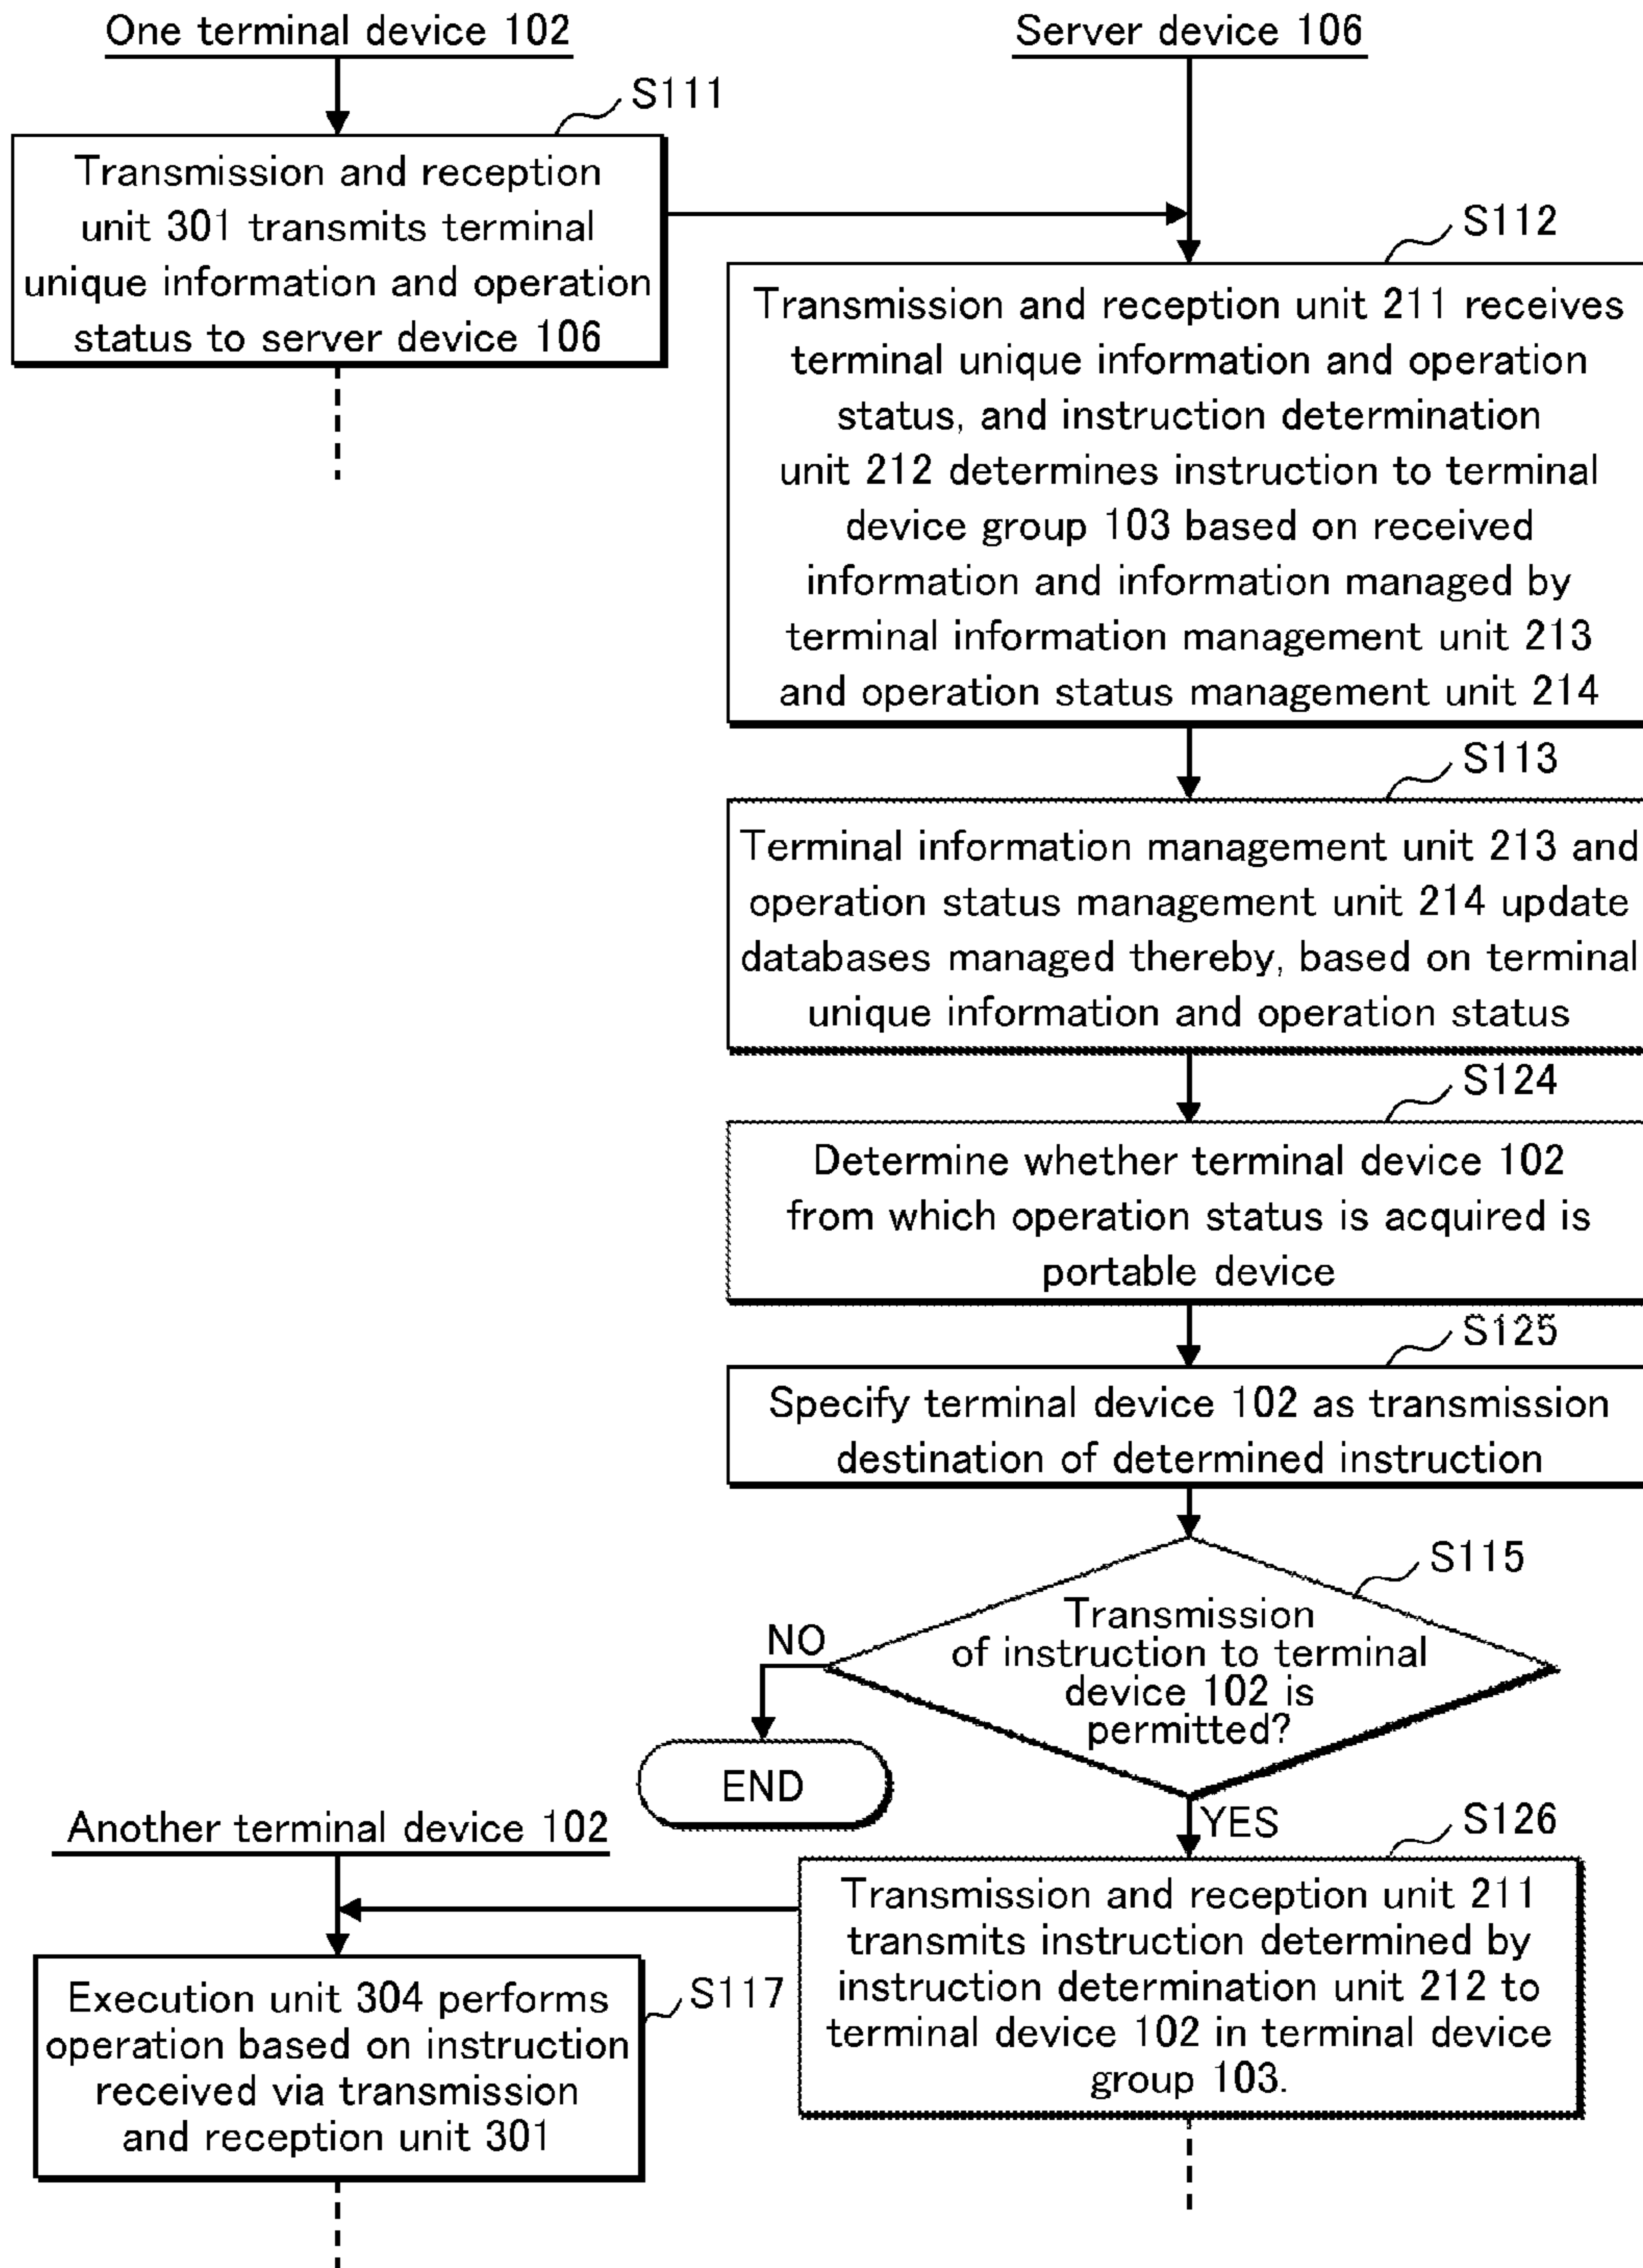 One terminal device 102
Server device 106
S111
Transmission and reception
unit 301 transmits terminal
unique information and operation
status to server device 106
S112
Transmission and reception unit 211 receives
terminal unique information and operation
status, and instruction determination
unit 212 determines instruction to terminal
device group 103 based on received
information and information managed by
terminal information management unit 213
and operation status management unit 214
S113
Terminal information management unit 213 and
operation status management unit 214 update
databases managed thereby, based on terminal
unique information and operation status
S124
Determine whether terminal device 102
from which operation status is acquired is
portable device
S125
Specify terminal device 102 as transmission
destination of determined instruction
S115
Transmission
of instruction to terminal
device 102 is
permitted?
NO
END
YES
Another terminal device 102
S126
Transmission and reception unit 211
transmits instruction determined by
instruction determination unit 212 to
terminal device 102 in terminal device
group 103.
S117
Execution unit 304 performs
operation based on instruction
received via transmission
and reception unit 301